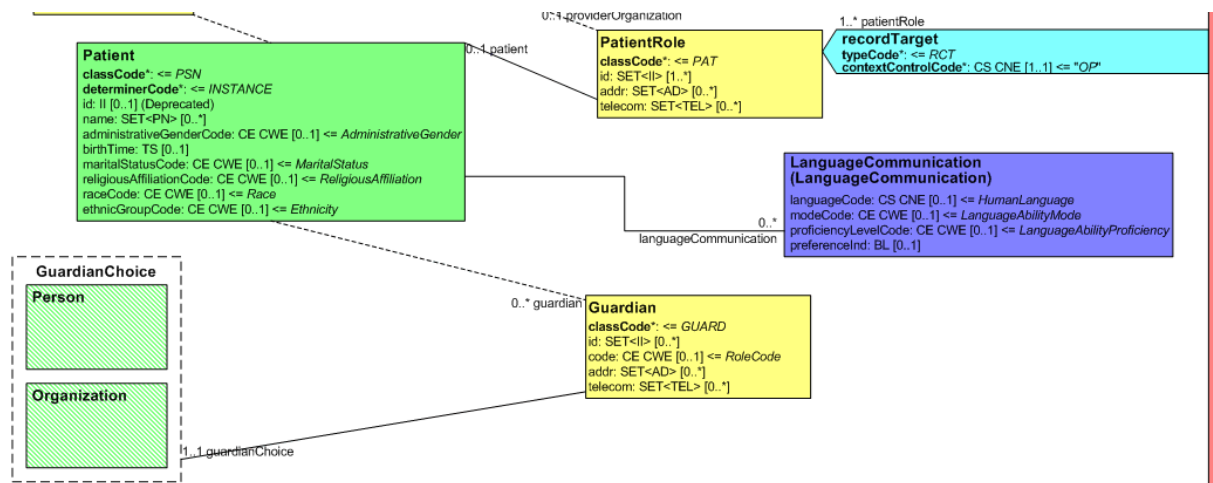 0..1 providerOrganization
1..* patientRole
Patient
classCode*: <= PSN
determinerCode*: <= INSTANCE
id: II [0..1] (Deprecated)
name: SET<PN> [0..*]
administrativeGenderCode: CE CWE [0..1] <= AdministrativeGender
birthTime: TS [0..1]
maritalStatusCode: CE CWE [0..1] <= MaritalStatus
religiousAffiliationCode: CE CWE [0..1] <= ReligiousAffiliation
raceCode: CE CWE [0..1] <= Race
ethnicGroupCode: CE CWE [0..1] <= Ethnicity
0..1 patient
PatientRole
classCode*: <= PAT
id: SET<II> [1..*]
addr: SET<AD> [0..*]
telecom: SET<TEL> [0..*]
recordTarget
typeCode*: <= RCT
contextControlCode*: CS CNE [1..1] <= "OP"
LanguageCommunication
(LanguageCommunication)
languageCode: CS CNE [0..1] <= HumanLanguage
modeCode: CE CWE [0..1] <= LanguageAbilityMode
proficiencyLevelCode: CE CWE [0..1] <= LanguageAbilityProficiency
preferenceInd: BL [0..1]
0..*
languageCommunication
GuardianChoice
Person
Organization
0..* guardian
Guardian
classCode*: <= GUARD
id: SET<II> [0..*]
code: CE CWE [0..1] <= RoleCode
addr: SET<AD> [0..*]
telecom: SET<TEL> [0..*]
1..1 guardianChoice